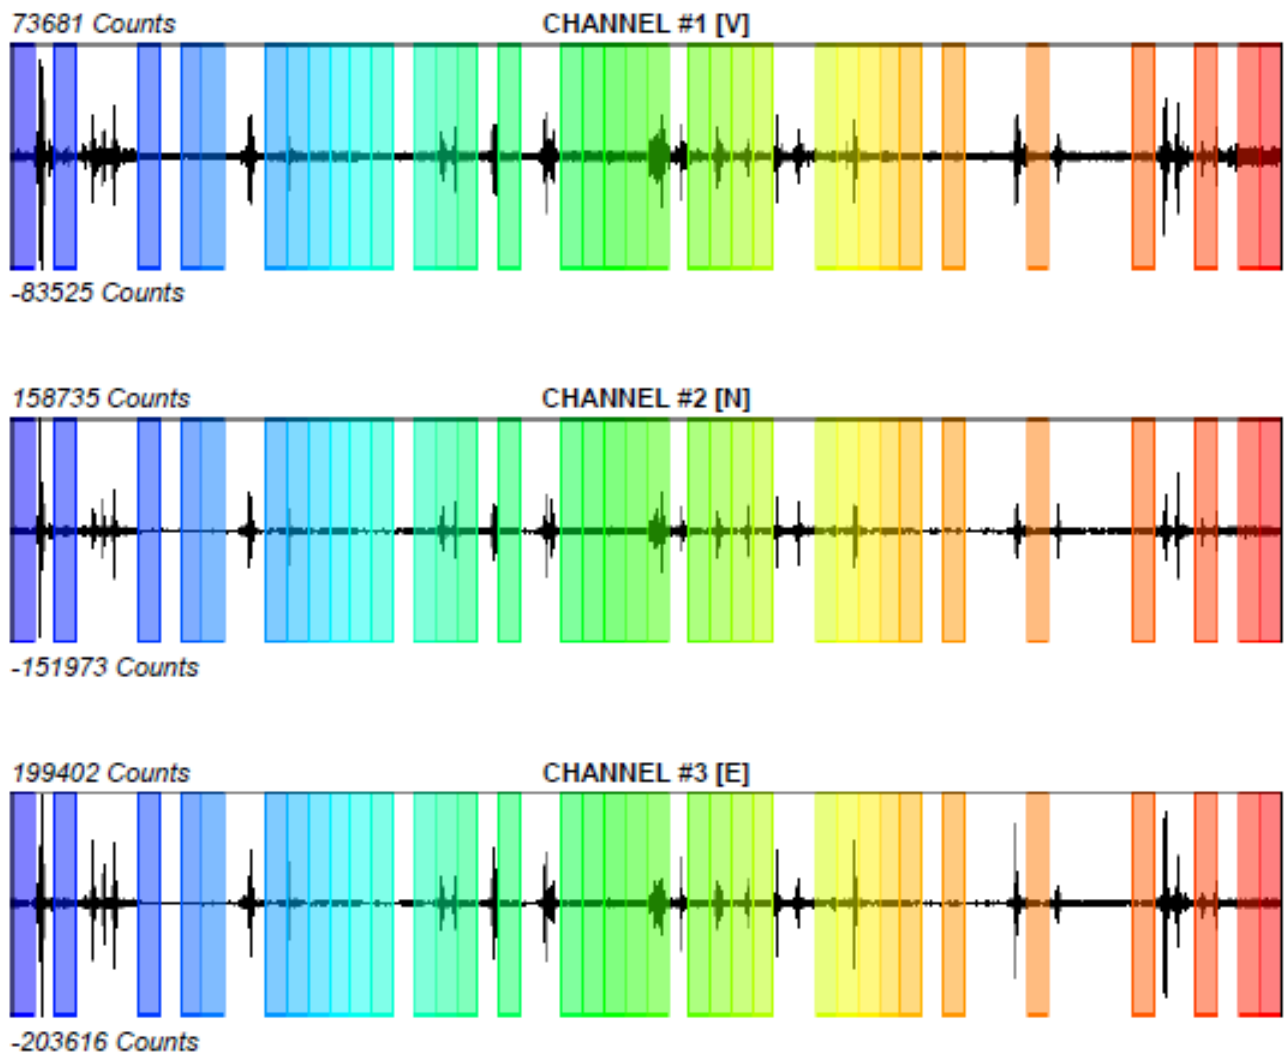 73681 Counts CHANNEL #1 [V]
-83525 Counts
158735 Counts CHANNEL #2 [N]
-151973 Counts
199402 Counts CHANNEL #3 [E]
-203616 Counts